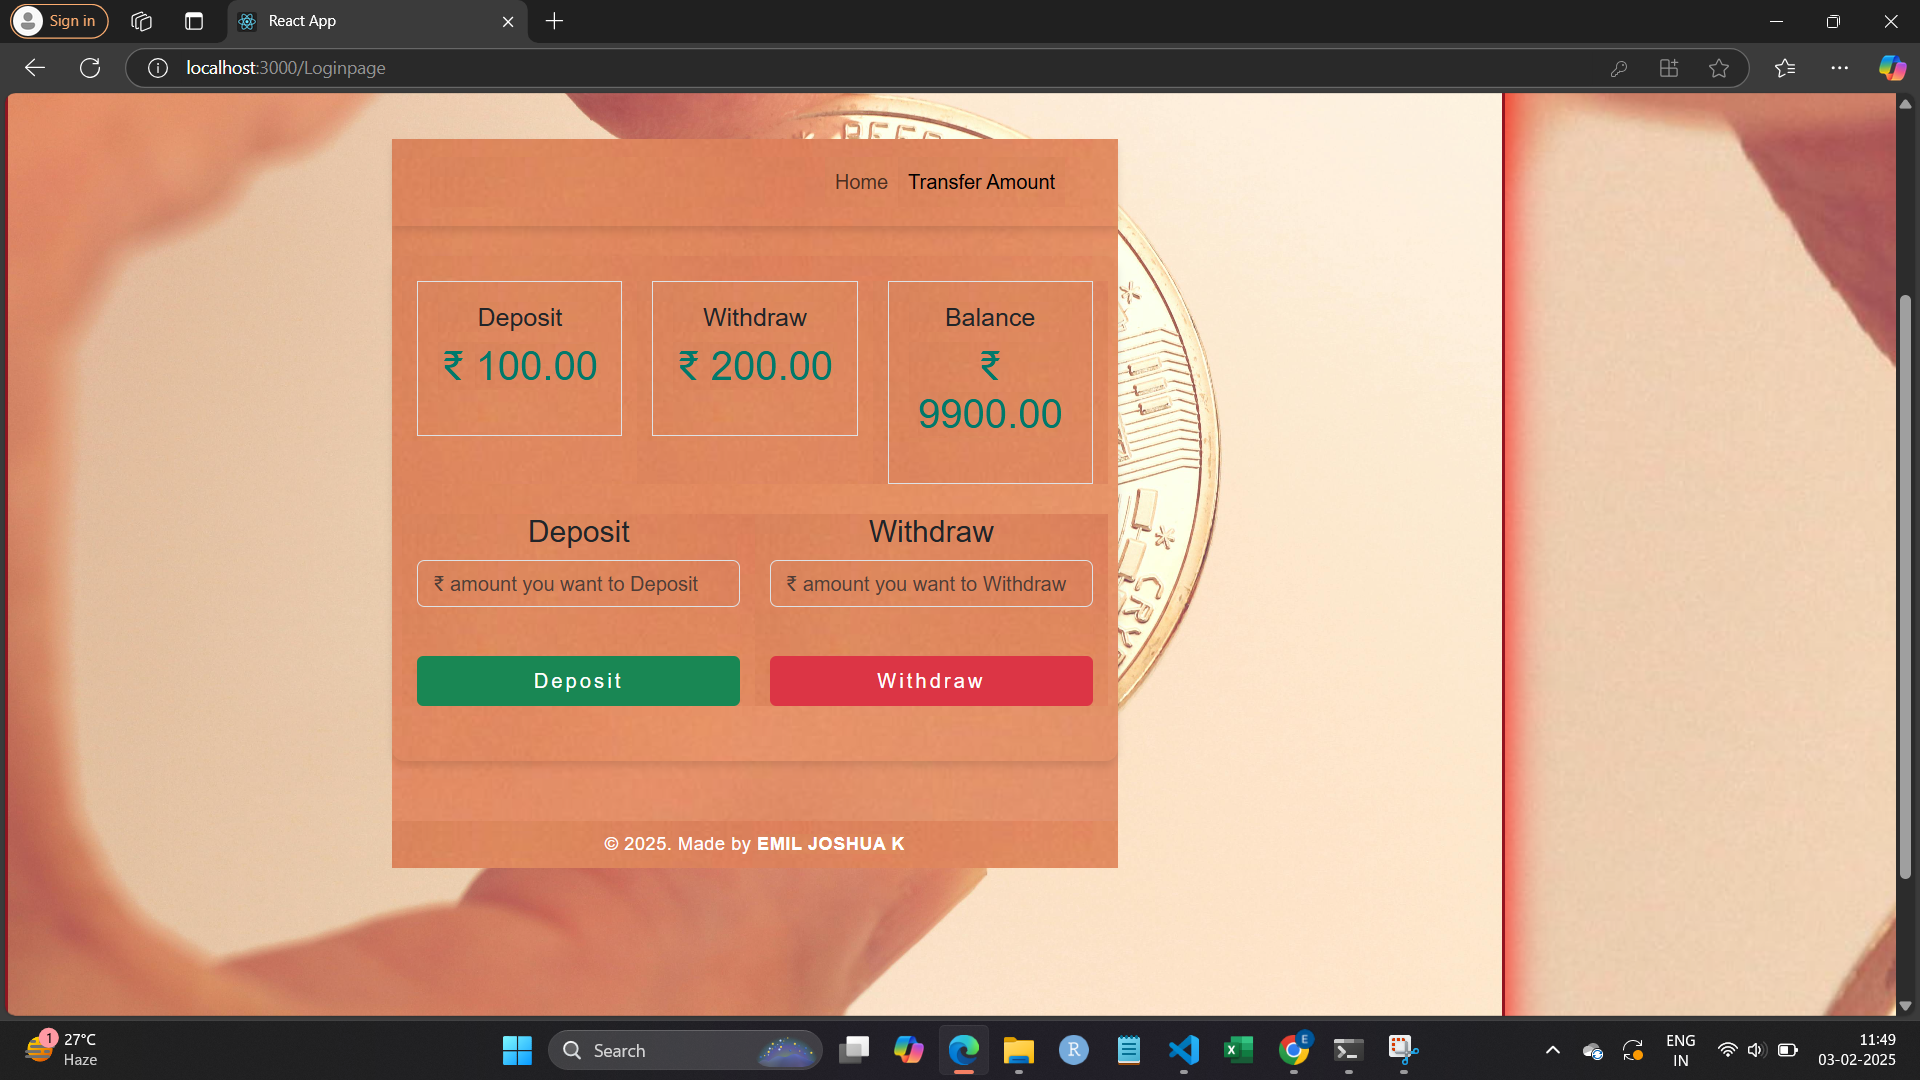 Sign in
React App
localhost:3000/Loginpage
Home Transfer Amount
Deposit
₹ 100.00
Withdraw
₹ 200.00
Balance
₹
9900.00
Deposit
₹ amount you want to Deposit
Deposit
Withdraw
₹ amount you want to Withdraw
Withdraw
© 2025. Made by EMIL JOSHUA K
1
27°C
Haze
Search
R
E
ENG
IN
11:49
03-02-2025